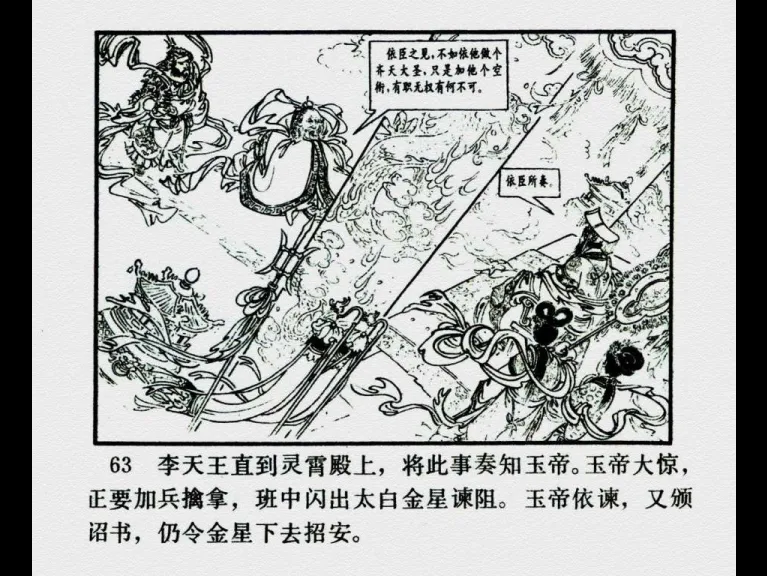 依臣之见，不如依他做个
齐天大圣，只是加他个空
衔，有职无权有何不可。
依臣所奏。
63 李天王直到灵霄殿上，将此事奏知玉帝。玉帝大惊，
正要加兵擒拿，班中闪出太白金星谏阻。玉帝依谏，又颁
诏书，仍令金星下去招安。